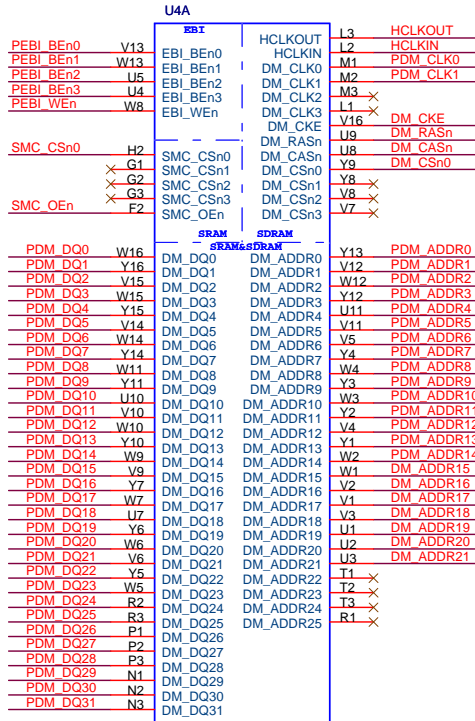 U4A
EBI
HCLKOUT L3 HCLKOUT
PEBI_BEn0 V13 EBI_BEn0 HCLKIN L2 HCLKIN
PEBI_BEn1 W13 EBI_BEn1 DM_CLK0 M1 PDM_CLK0
PEBI_BEn2 U5 EBI_BEn2 DM_CLK1 M2 PDM_CLK1
PEBI_BEn3 U4 EBI_BEn3 DM_CLK2 M3
PEBI_WEn W8 EBI_WEn DM_CLK3 L1
DM_CKE V16 DM_CKE
DM_RASn U9 DM_RASn
SMC_CSn0 H2 SMC_CSn0 DM_CASn U8 DM_CASn
G1 SMC_CSn1 DM_CSn0 Y9 DM_CSn0
G2 SMC_CSn2 DM_CSn1 Y8
G3 SMC_CSn3 DM_CSn2 V8
SMC_OEn F2 SMC_OEn DM_CSn3 V7
SRAM SDRAM
SRAM&SDRAM
PDM_DQ0 W16 DM_DQ0 DM_ADDR0 Y13 PDM_ADDR0
PDM_DQ1 Y16 DM_DQ1 DM_ADDR1 V12 PDM_ADDR1
PDM_DQ2 V15 DM_DQ2 DM_ADDR2 W12 PDM_ADDR2
PDM_DQ3 W15 DM_DQ3 DM_ADDR3 Y12 PDM_ADDR3
PDM_DQ4 Y15 DM_DQ4 DM_ADDR4 U11 PDM_ADDR4
PDM_DQ5 V14 DM_DQ5 DM_ADDR5 V11 PDM_ADDR5
PDM_DQ6 W14 DM_DQ6 DM_ADDR6 V5 PDM_ADDR6
PDM_DQ7 Y14 DM_DQ7 DM_ADDR7 Y4 PDM_ADDR7
PDM_DQ8 W11 DM_DQ8 DM_ADDR8 W4 PDM_ADDR8
PDM_DQ9 Y11 DM_DQ9 DM_ADDR9 Y3 PDM_ADDR9
PDM_DQ10 U10 DM_DQ10 DM_ADDR10 W3 PDM_ADDR10
PDM_DQ11 V10 DM_DQ11 DM_ADDR11 Y2 PDM_ADDR11
PDM_DQ12 W10 DM_DQ12 DM_ADDR12 V4 PDM_ADDR12
PDM_DQ13 Y10 DM_DQ13 DM_ADDR13 Y1 PDM_ADDR13
PDM_DQ14 W9 DM_DQ14 DM_ADDR14 W2 PDM_ADDR14
PDM_DQ15 V9 DM_DQ15 DM_ADDR15 W1 DM_ADDR15
PDM_DQ16 Y7 DM_DQ16 DM_ADDR16 V2 DM_ADDR16
PDM_DQ17 W7 DM_DQ17 DM_ADDR17 V1 DM_ADDR17
PDM_DQ18 U7 DM_DQ18 DM_ADDR18 V3 DM_ADDR18
PDM_DQ19 Y6 DM_DQ19 DM_ADDR19 U1 DM_ADDR19
PDM_DQ20 W6 DM_DQ20 DM_ADDR20 U2 DM_ADDR20
PDM_DQ21 V6 DM_DQ21 DM_ADDR21 U3 DM_ADDR21
PDM_DQ22 Y5 DM_DQ22 DM_ADDR22 T1
PDM_DQ23 W5 DM_DQ23 DM_ADDR23 T2
PDM_DQ24 R2 DM_DQ24 DM_ADDR24 T3
PDM_DQ25 R3 DM_DQ25 DM_ADDR25 R1
PDM_DQ26 P1 DM_DQ26
PDM_DQ27 P2 DM_DQ27
PDM_DQ28 P3 DM_DQ28
PDM_DQ29 N1 DM_DQ29
PDM_DQ30 N2 DM_DQ30
PDM_DQ31 N3 DM_DQ31